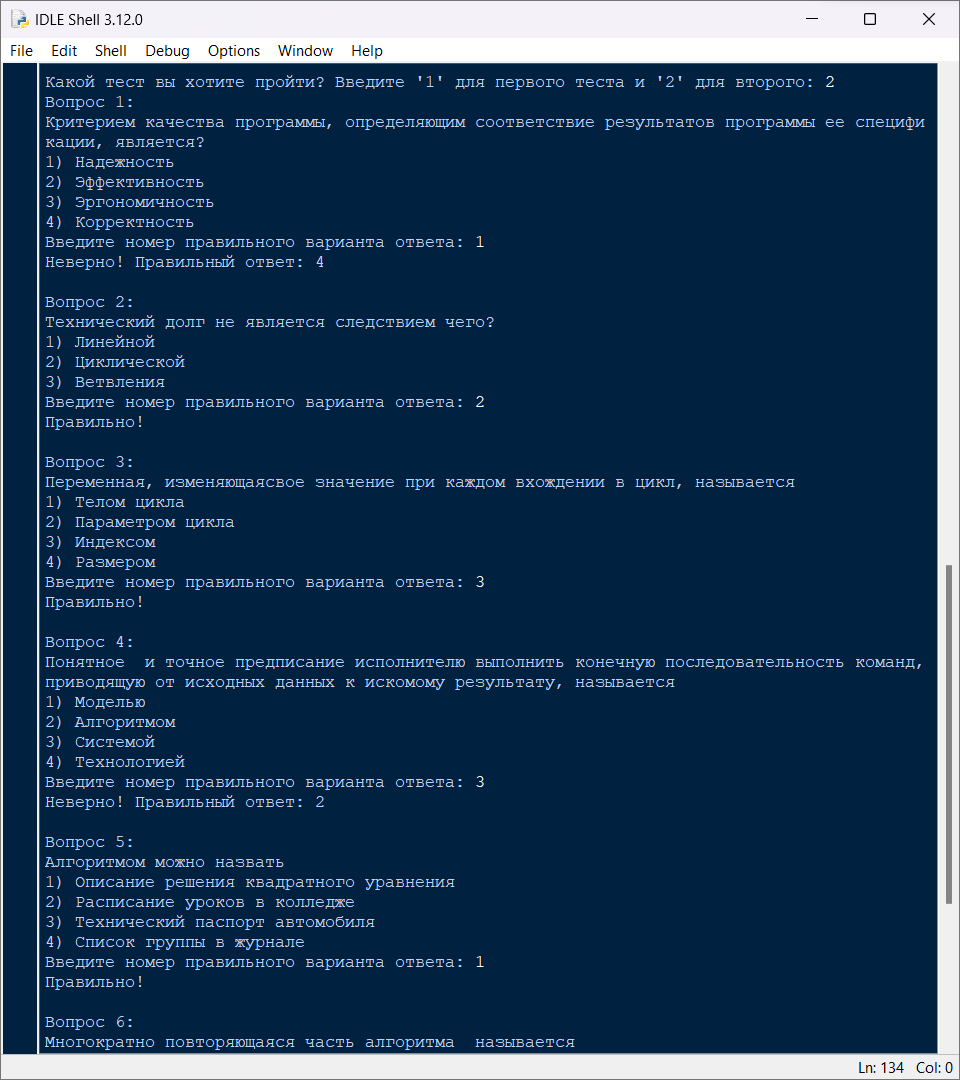 IDLE Shell 3.12.0
File Edit Shell Debug Options Window Help
Какой тест вы хотите пройти? Введите '1' для первого теста и '2' для второго: 2
Вопрос 1:
Критерием качества программы, определяющим соответствие результатов программы ее специфи
кации, является?
1) Надежность
2) Эффективность
3) Эргономичность
4) Корректность
Введите номер правильного варианта ответа: 1
Неверно! Правильный ответ: 4
Вопрос 2:
Технический долг не является следствием чего?
1) Линейной
2) Циклической
3) Ветвления
Введите номер правильного варианта ответа: 2
Правильно!
Вопрос 3:
Переменная, изменяющаясвое значение при каждом вхождении в цикл, называется
1) Телом цикла
2) Параметром цикла
3) Индексом
4) Размером
Введите номер правильного варианта ответа: 3
Правильно!
Вопрос 4:
Понятное  и точное предписание исполнителю выполнить конечную последовательность команд,
приводящую от исходных данных к искомому результату, называется
1) Моделью
2) Алгоритмом
3) Системой
4) Технологией
Введите номер правильного варианта ответа: 3
Неверно! Правильный ответ: 2
Вопрос 5:
Алгоритмом можно назвать
1) Описание решения квадратного уравнения
2) Расписание уроков в колледже
3) Технический паспорт автомобиля
4) Список группы в журнале
Введите номер правильного варианта ответа: 1
Правильно!
Вопрос 6:
Многократно повторяющаяся часть алгоритма  называется
Ln: 134 Col: 0